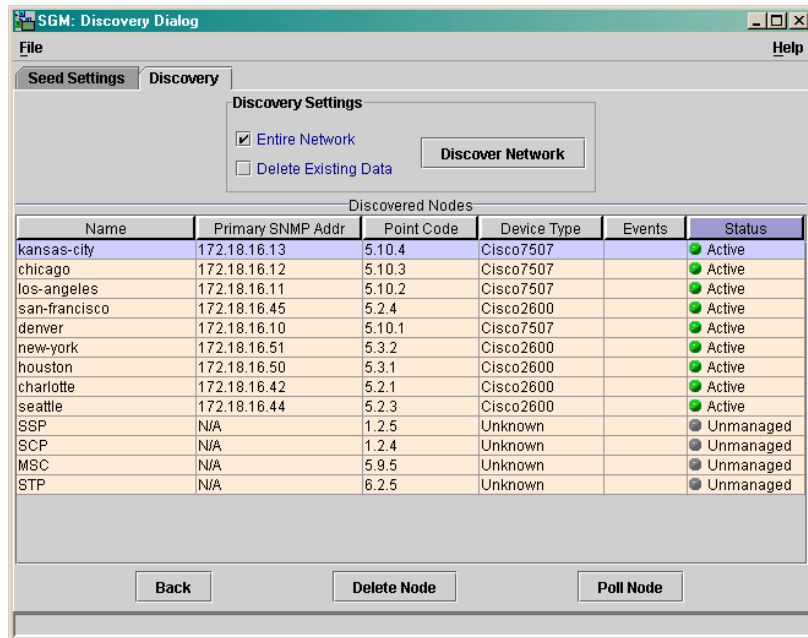 SGM: Discovery Dialog
File Help
Seed Settings Discovery
Discovery Settings
Entire Network
Delete Existing Data
Discover Network
Discovered Nodes
Name Primary SNMP Addr Point Code Device Type Events Status
kansas-city 172.18.16.13 5.10.4 Cisco7507 Active
chicago 172.18.16.12 5.10.3 Cisco7507 Active
los-angeles 172.18.16.11 5.10.2 Cisco7507 Active
san-francisco 172.18.16.45 5.2.4 Cisco2600 Active
denver 172.18.16.10 5.10.1 Cisco7507 Active
new-york 172.18.16.51 5.3.2 Cisco2600 Active
houston 172.18.16.50 5.3.1 Cisco2600 Active
charlotte 172.18.16.42 5.2.1 Cisco2600 Active
seattle 172.18.16.44 5.2.3 Cisco2600 Active
SSP N/A 1.2.5 Unknown Unmanaged
SCP N/A 1.2.4 Unknown Unmanaged
MSC N/A 5.9.5 Unknown Unmanaged
STP N/A 6.2.5 Unknown Unmanaged
Back Delete Node Poll Node